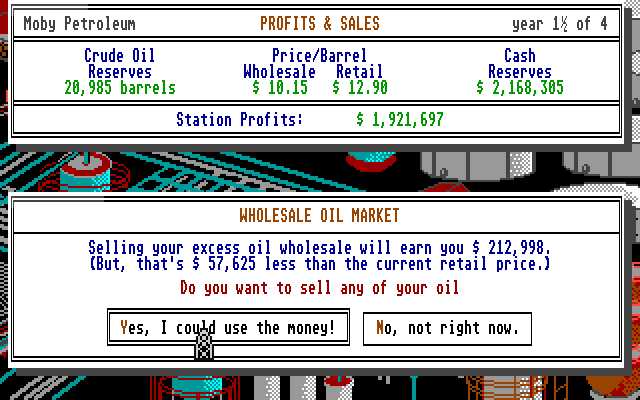 Moby Petroleum PROFITS & SALES year 1½ of 4
Crude Oil Price/Barrel Cash
Reserves Wholesale Retail Reserves
20,985 barrels $ 10.15 $ 12.90 $ 2,168,305
Station Profits: $ 1,921,697
WHOLESALE OIL MARKET
Selling your excess oil wholesale will earn you $ 212,998.
(But, that's $ 57,625 less than the current retail price.)
Do you want to sell any of your oil
Yes, I could use the money! No, not right now.